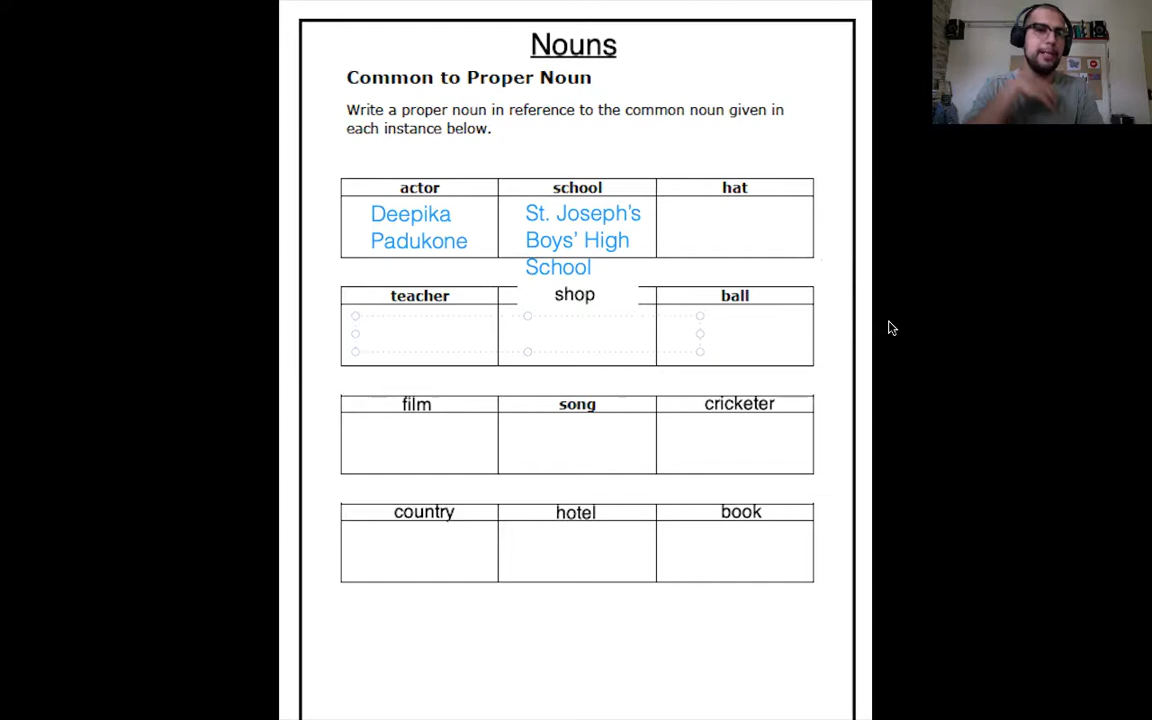 Nouns
Common to Proper Noun
Write a proper noun in reference to the common noun given in
each instance below.
actor school hat
Deepika
Padukone
St. Joseph's
Boys' High
School
teacher shop ball
film song cricketer
country hotel book